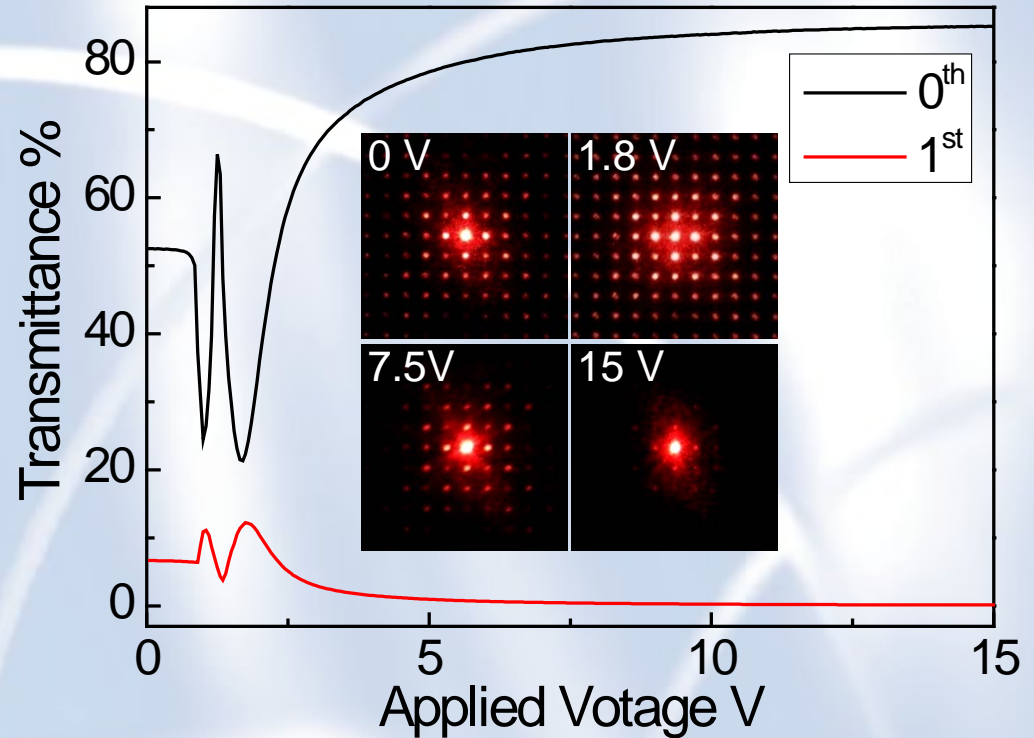 80
60
40
20
0
0
5
10
15
Transmittance %
Applied Votage V
0th
1st
0 V
1.8 V
7.5V
15 V